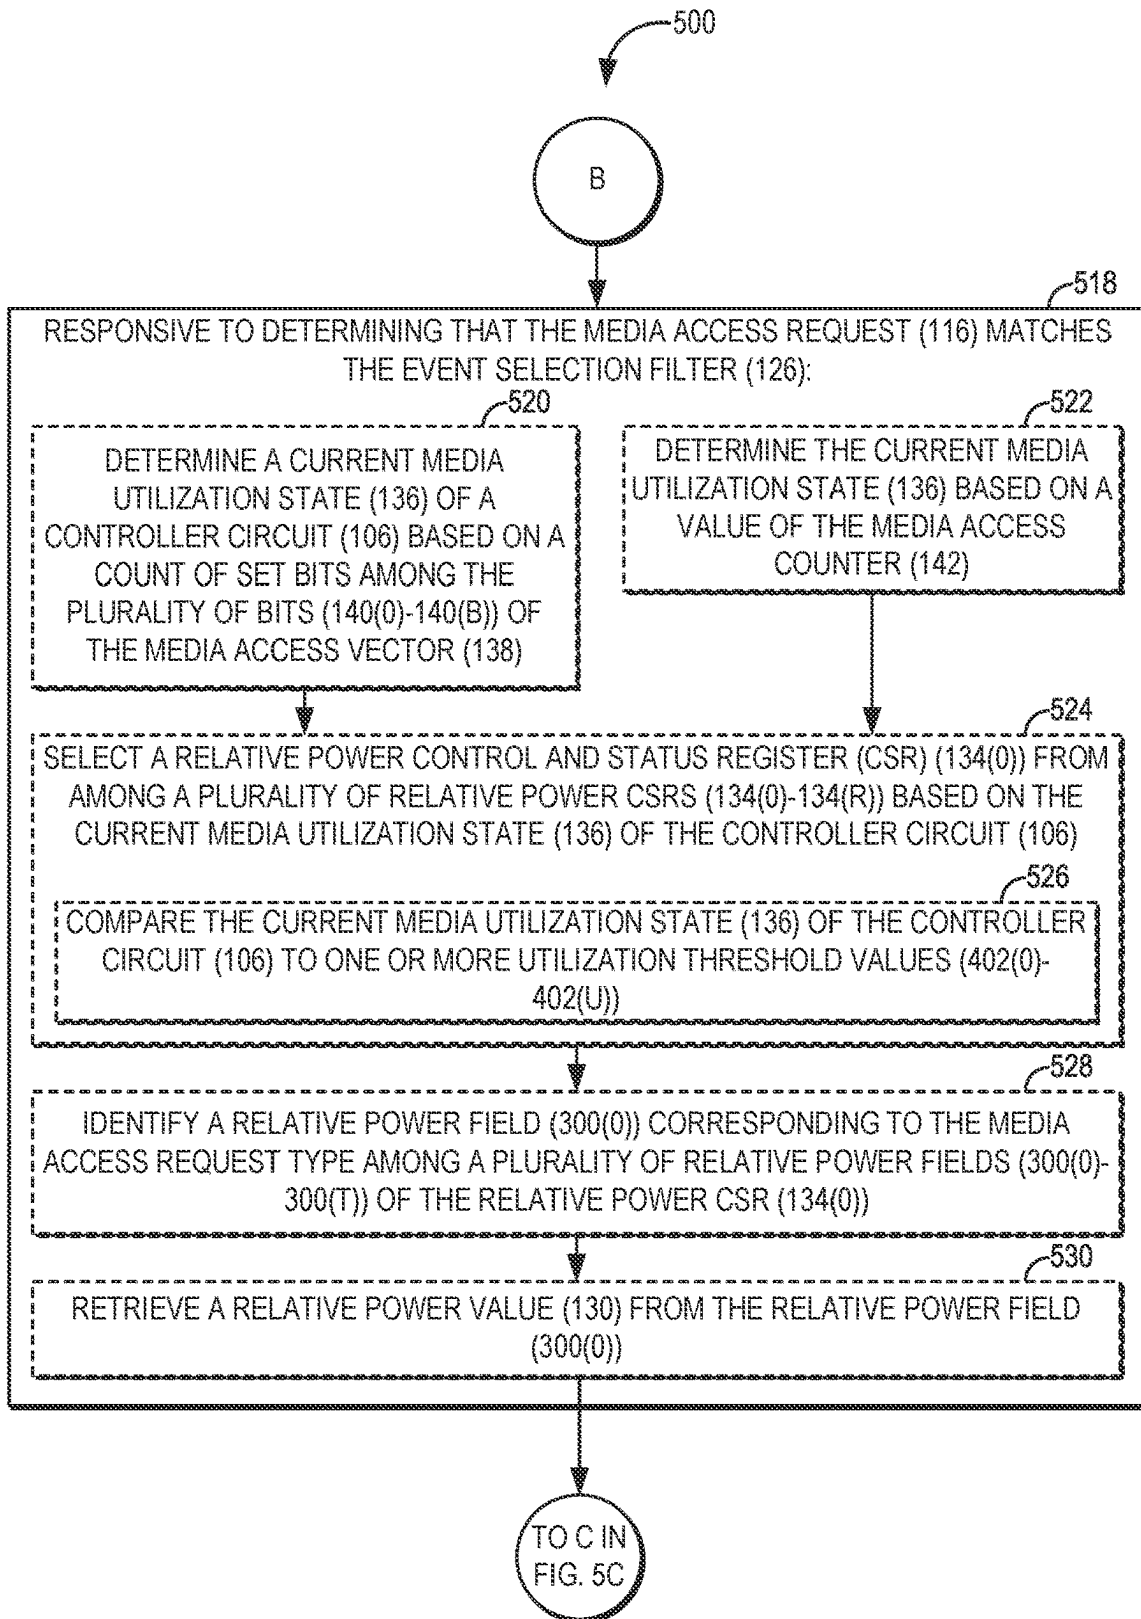 500
B
518
RESPONSIVE TO DETERMINING THAT THE MEDIA ACCESS REQUEST (116) MATCHES
THE EVENT SELECTION FILTER (126):
520
DETERMINE A CURRENT MEDIA
UTILIZATION STATE (136) OF A
CONTROLLER CIRCUIT (106) BASED ON A
COUNT OF SET BITS AMONG THE
PLURALITY OF BITS (140(0)-140(B)) OF
THE MEDIA ACCESS VECTOR (138)
522
DETERMINE THE CURRENT MEDIA
UTILIZATION STATE (136) BASED ON A
VALUE OF THE MEDIA ACCESS
COUNTER (142)
524
SELECT A RELATIVE POWER CONTROL AND STATUS REGISTER (CSR) (134(0)) FROM
AMONG A PLURALITY OF RELATIVE POWER CSRS (134(0)-134(R)) BASED ON THE
CURRENT MEDIA UTILIZATION STATE (136) OF THE CONTROLLER CIRCUIT (106)
526
COMPARE THE CURRENT MEDIA UTILIZATION STATE (136) OF THE CONTROLLER
CIRCUIT (106) TO ONE OR MORE UTILIZATION THRESHOLD VALUES (402(0)-
402(U))
528
IDENTIFY A RELATIVE POWER FIELD (300(0)) CORRESPONDING TO THE MEDIA
ACCESS REQUEST TYPE AMONG A PLURALITY OF RELATIVE POWER FIELDS (300(0)-
300(T)) OF THE RELATIVE POWER CSR (134(0))
530
RETRIEVE A RELATIVE POWER VALUE (130) FROM THE RELATIVE POWER FIELD
(300(0))
TO C IN
FIG. 5C